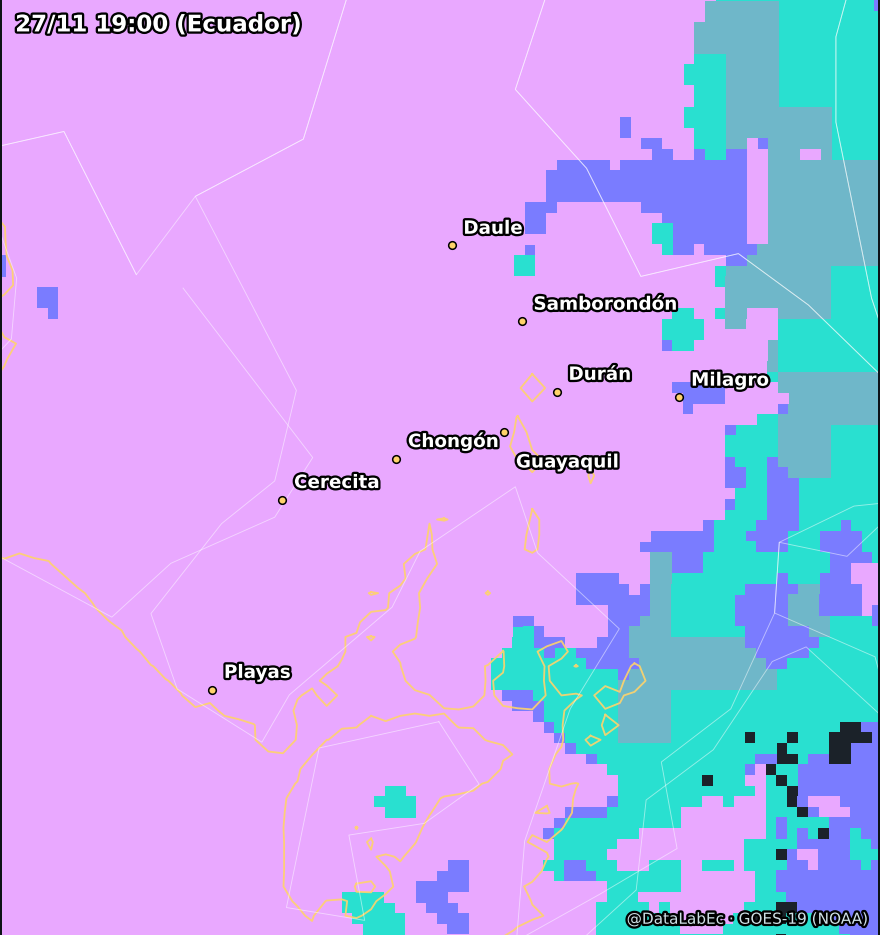 27/11 19:00 (Ecuador)
Daule
Samborondón
Durán
Milagro
Chongón
Guayaquil
Cerecita
Playas
@DataLabEc · GOES-19 (NOAA)